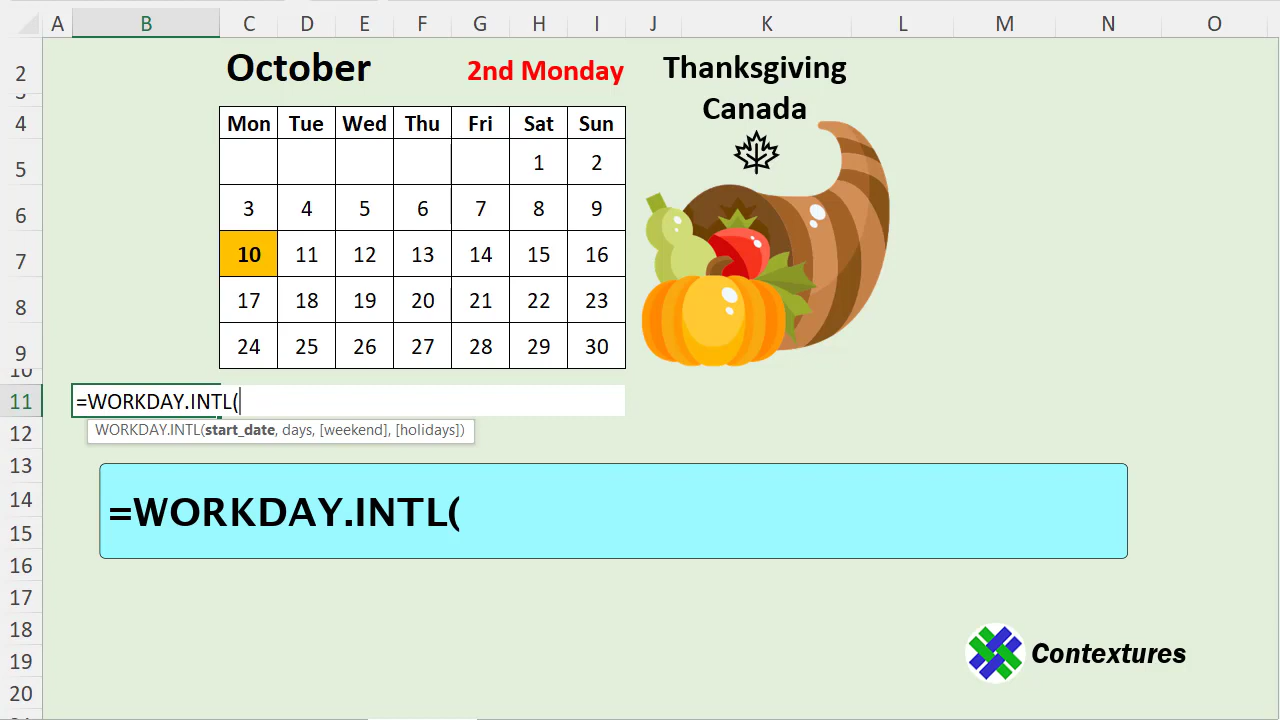 A B C D E F G H I J K L M N O
2 October 2nd Monday Thanksgiving
Canada
4 Mon Tue Wed Thu Fri Sat Sun
5 1 2
6 3 4 5 6 7 8 9
7 10 11 12 13 14 15 16
8 17 18 19 20 21 22 23
9 24 25 26 27 28 29 30
10
11 =WORKDAY.INTL(
12 WORKDAY.INTL(start_date, days, [weekend], [holidays])
13
14 =WORKDAY.INTL(
15
16
17
18
19 Contextures
20